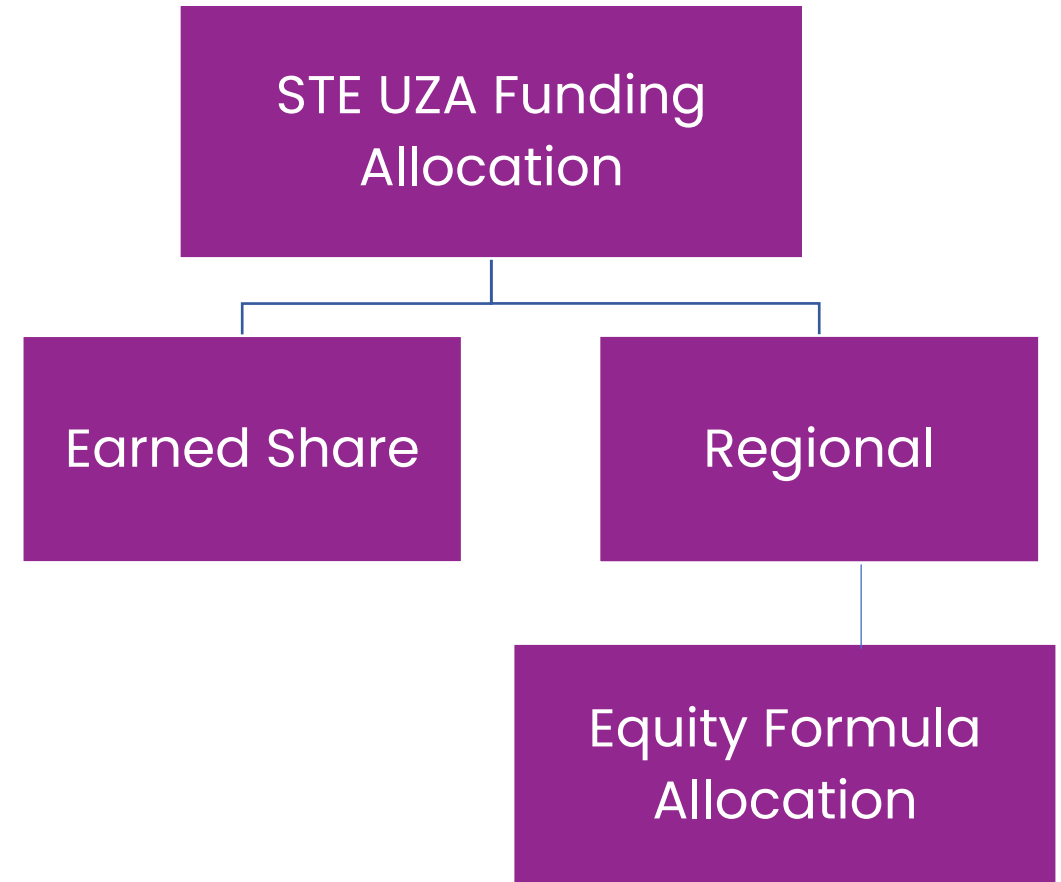 STE UZA Funding
Allocation
Earned Share
Regional
Equity Formula
Allocation